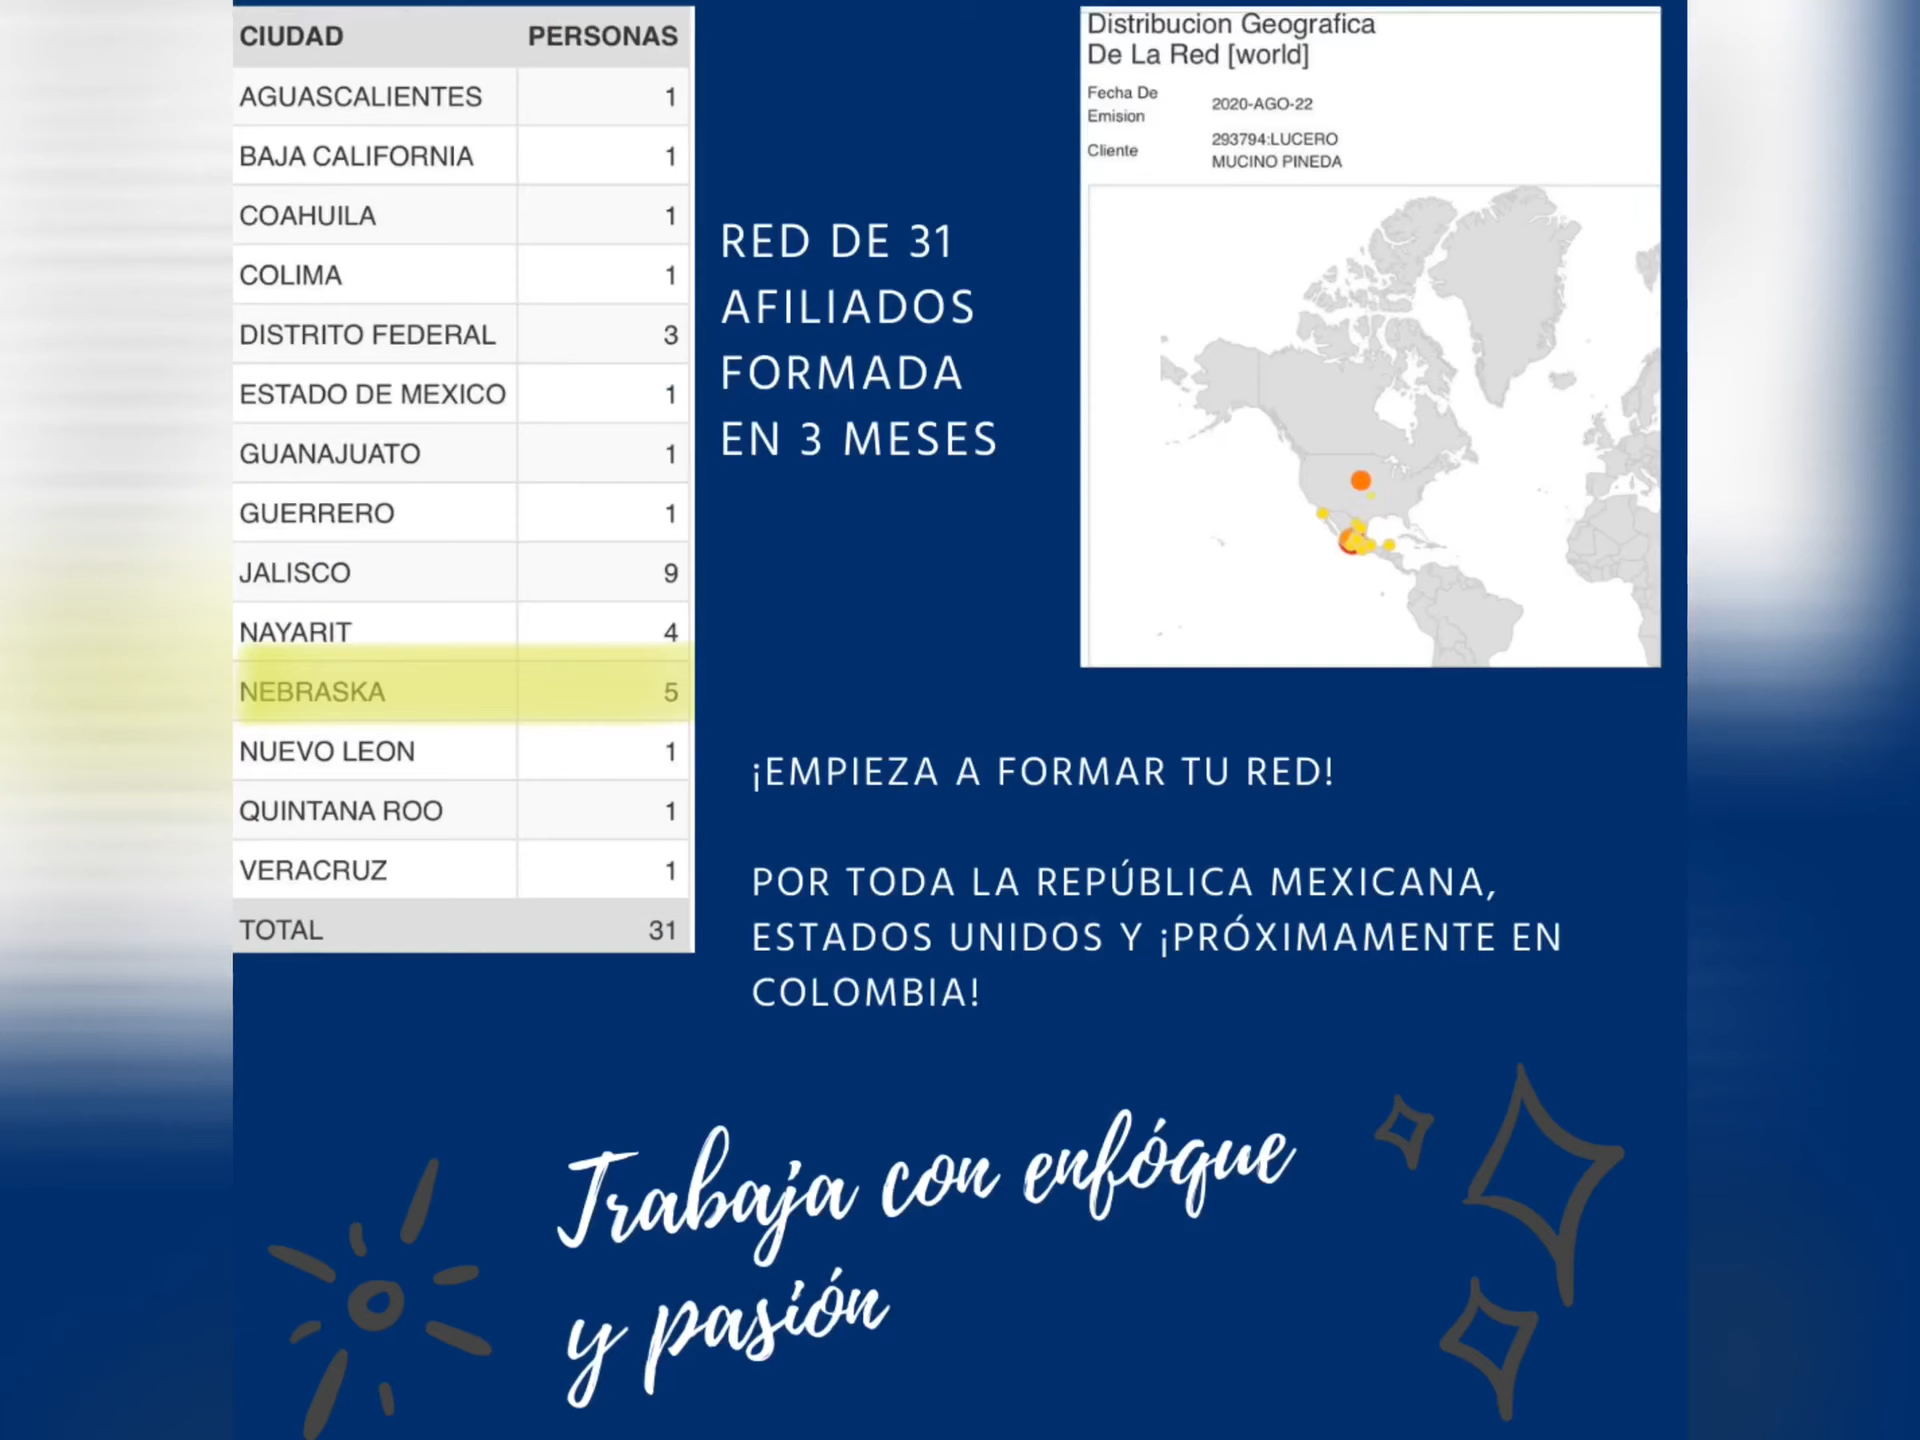 CIUDAD PERSONAS
AGUASCALIENTES 1
BAJA CALIFORNIA 1
COAHUILA 1
COLIMA 1
DISTRITO FEDERAL 3
ESTADO DE MEXICO 1
GUANAJUATO 1
GUERRERO 1
JALISCO 9
NAYARIT 4
NEBRASKA 5
NUEVO LEON 1
QUINTANA ROO 1
VERACRUZ 1
TOTAL 31
RED DE 31
AFILIADOS
FORMADA
EN 3 MESES
Distribucion Geografica
De La Red [world]
Fecha De
Emision
2020-AGO-22
Cliente
293794:LUCERO
MUCINO PINEDA
¡EMPIEZA A FORMAR TU RED!
POR TODA LA REPÚBLICA MEXICANA,
ESTADOS UNIDOS Y ¡PRÓXIMAMENTE EN
COLOMBIA!
Trabaja con enfóque
y pasión